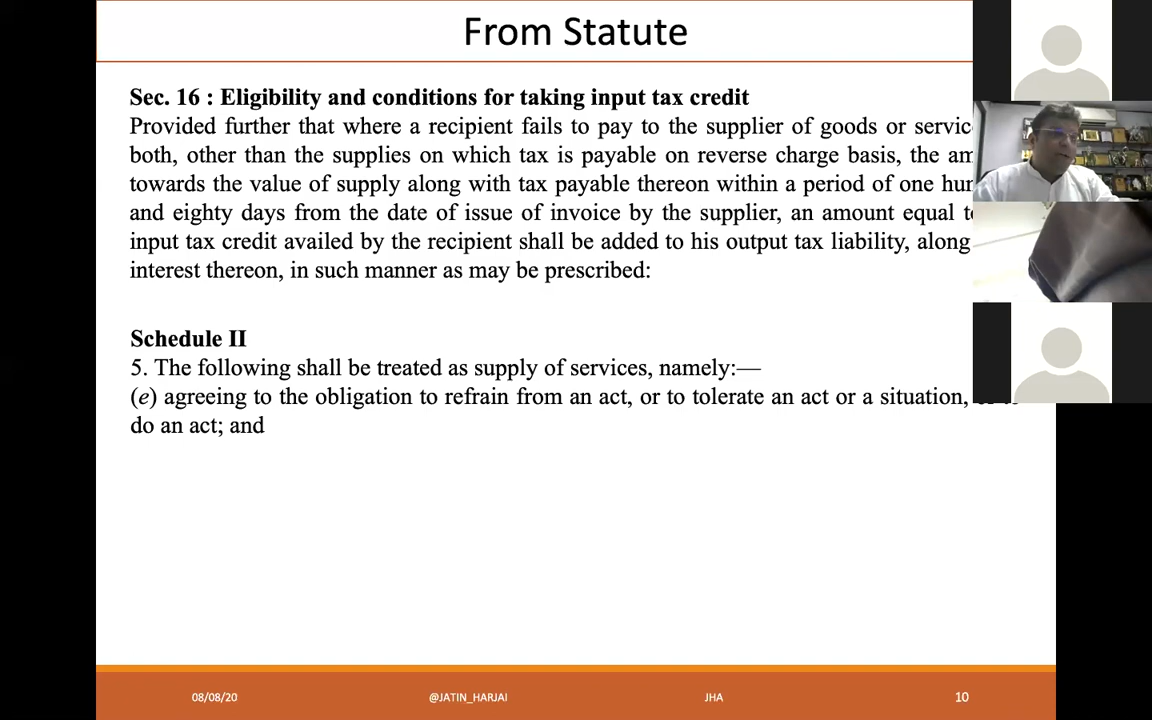 From Statute
Sec. 16 : Eligibility and conditions for taking input tax credit
Provided further that where a recipient fails to pay to the supplier of goods or
both, other than the supplies on which tax is payable on reverse charge basis, the
towards the value of supply along with tax payable thereon within a period of one
and eighty days from the date of issue of invoice by the supplier, an amount equal
input tax credit availed by the recipient shall be added to his output tax liability, along
interest thereon, in such manner as may be prescribed:
Schedule II
5. The following shall be treated as supply of services, namely:—
(e) agreeing to the obligation to refrain from an act, or to tolerate an act or a situation,
do an act; and
08/08/20
@JATIN_HARJAI
JHA
10